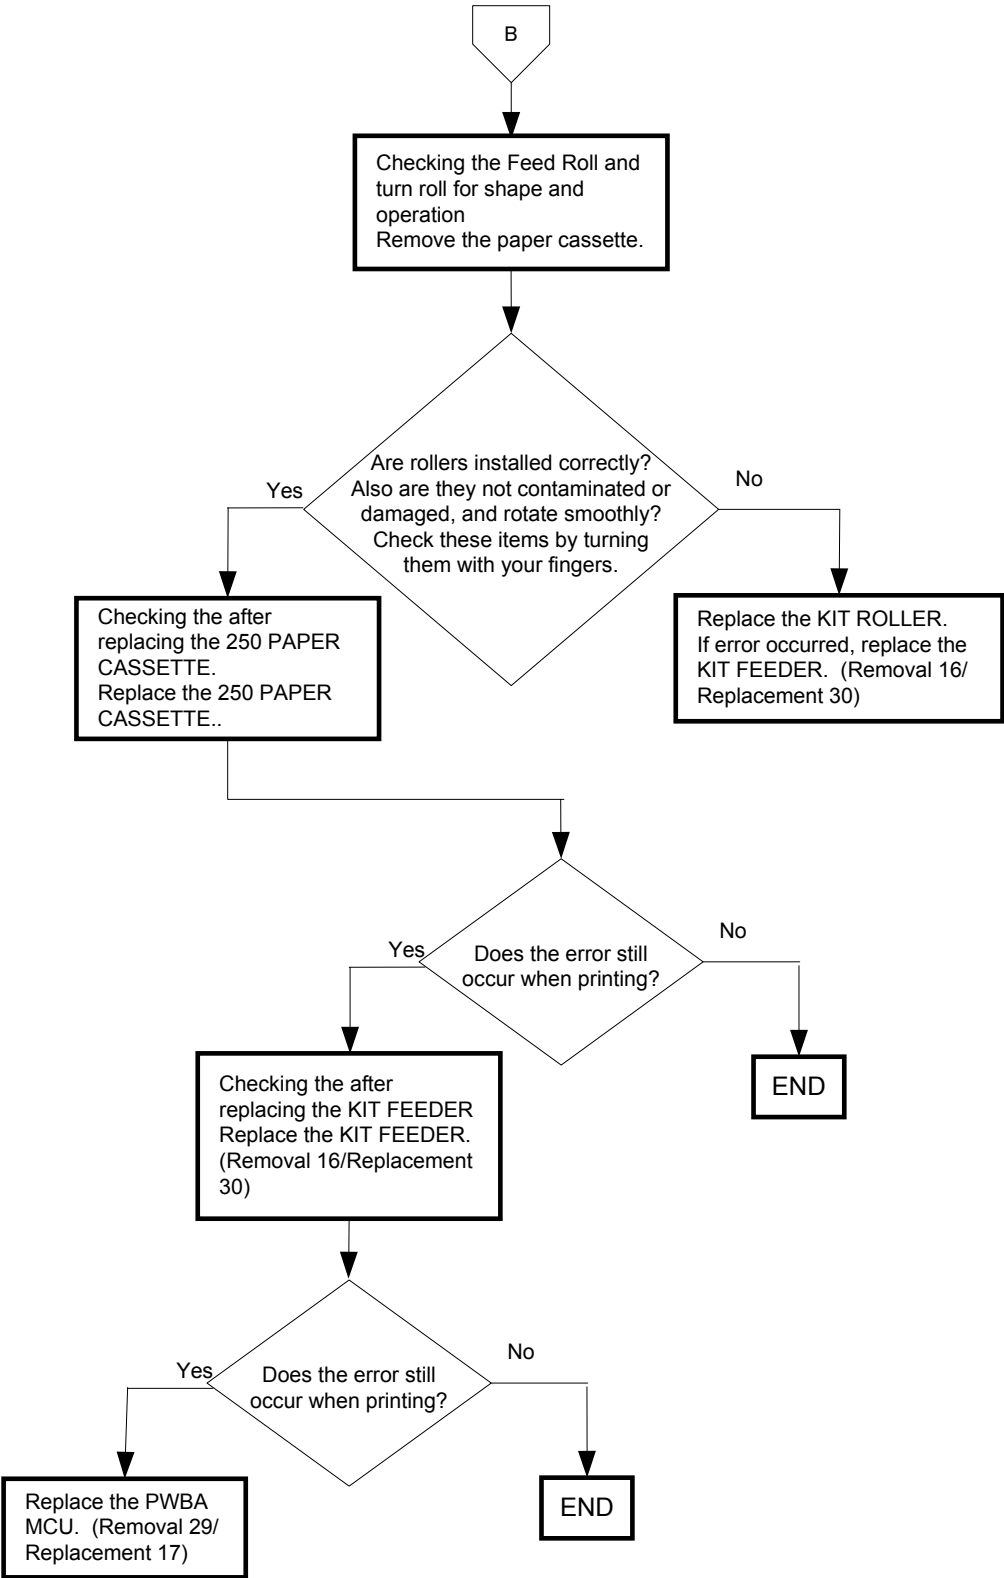 B
Checking the Feed Roll and
turn roll for shape and
operation
Remove the paper cassette.
Are rollers installed correctly?
Also are they not contaminated or
damaged, and rotate smoothly?
Check these items by turning
them with your fingers.
Yes
No
Checking the after
replacing the 250 PAPER
CASSETTE.
Replace the 250 PAPER
CASSETTE..
Replace the KIT ROLLER.
If error occurred, replace the
KIT FEEDER.  (Removal 16/
Replacement 30)
Does the error still
occur when printing?
Yes
No
Checking the after
replacing the KIT FEEDER
Replace the KIT FEEDER.
(Removal 16/Replacement
30)
END
Does the error still
occur when printing?
Yes
No
Replace the PWBA
MCU.  (Removal 29/
Replacement 17)
END